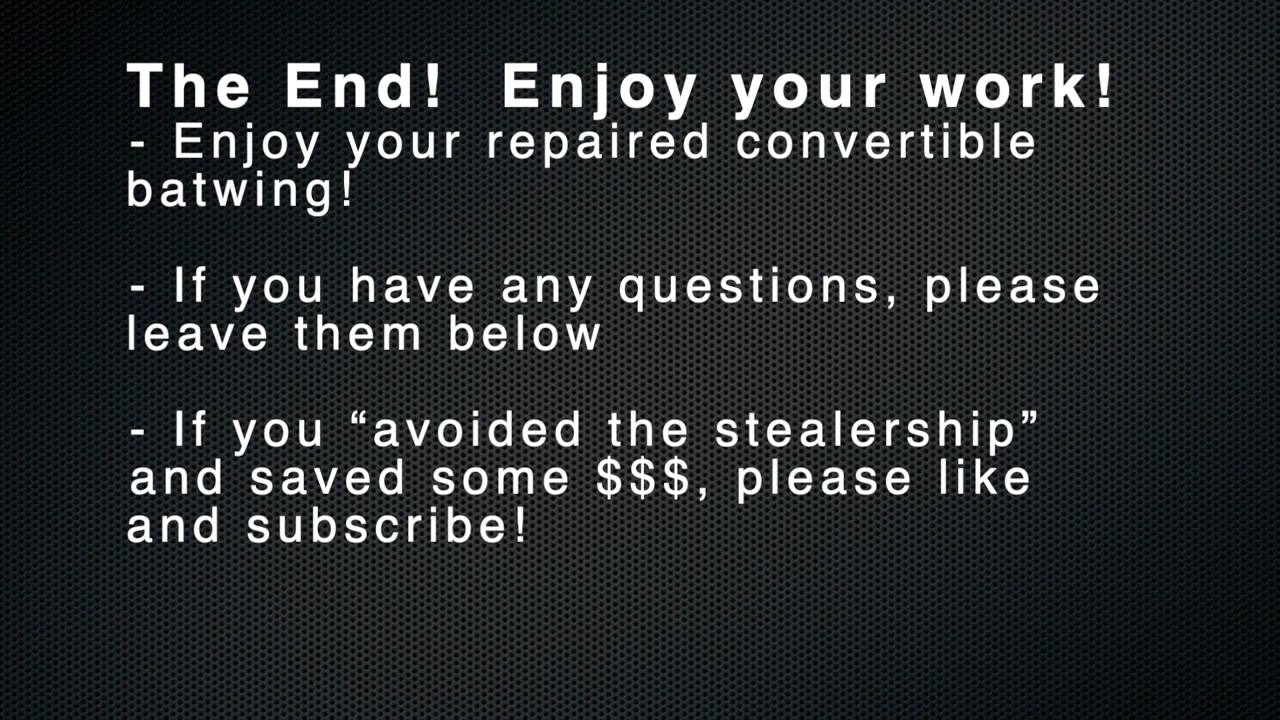 The End!  Enjoy your work!
- Enjoy your repaired convertible
batwing!
- If you have any questions, please
leave them below
- If you “avoided the stealership”
and saved some $$$, please like
and subscribe!